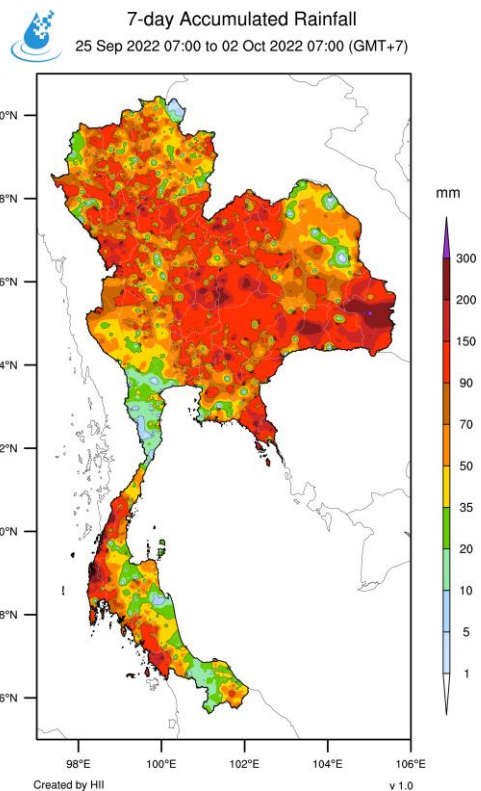 7-day Accumulated Rainfall
25 Sep 2022 07:00 to 02 Oct 2022 07:00 (GMT+7)
0°N
8°N
6°N
4°N
2°N
0°N
8°N
6°N
98°E 100°E 102°E 104°E 106°E
mm
300
200
150
90
70
50
35
20
10
5
1
Created by HII
v 1.0